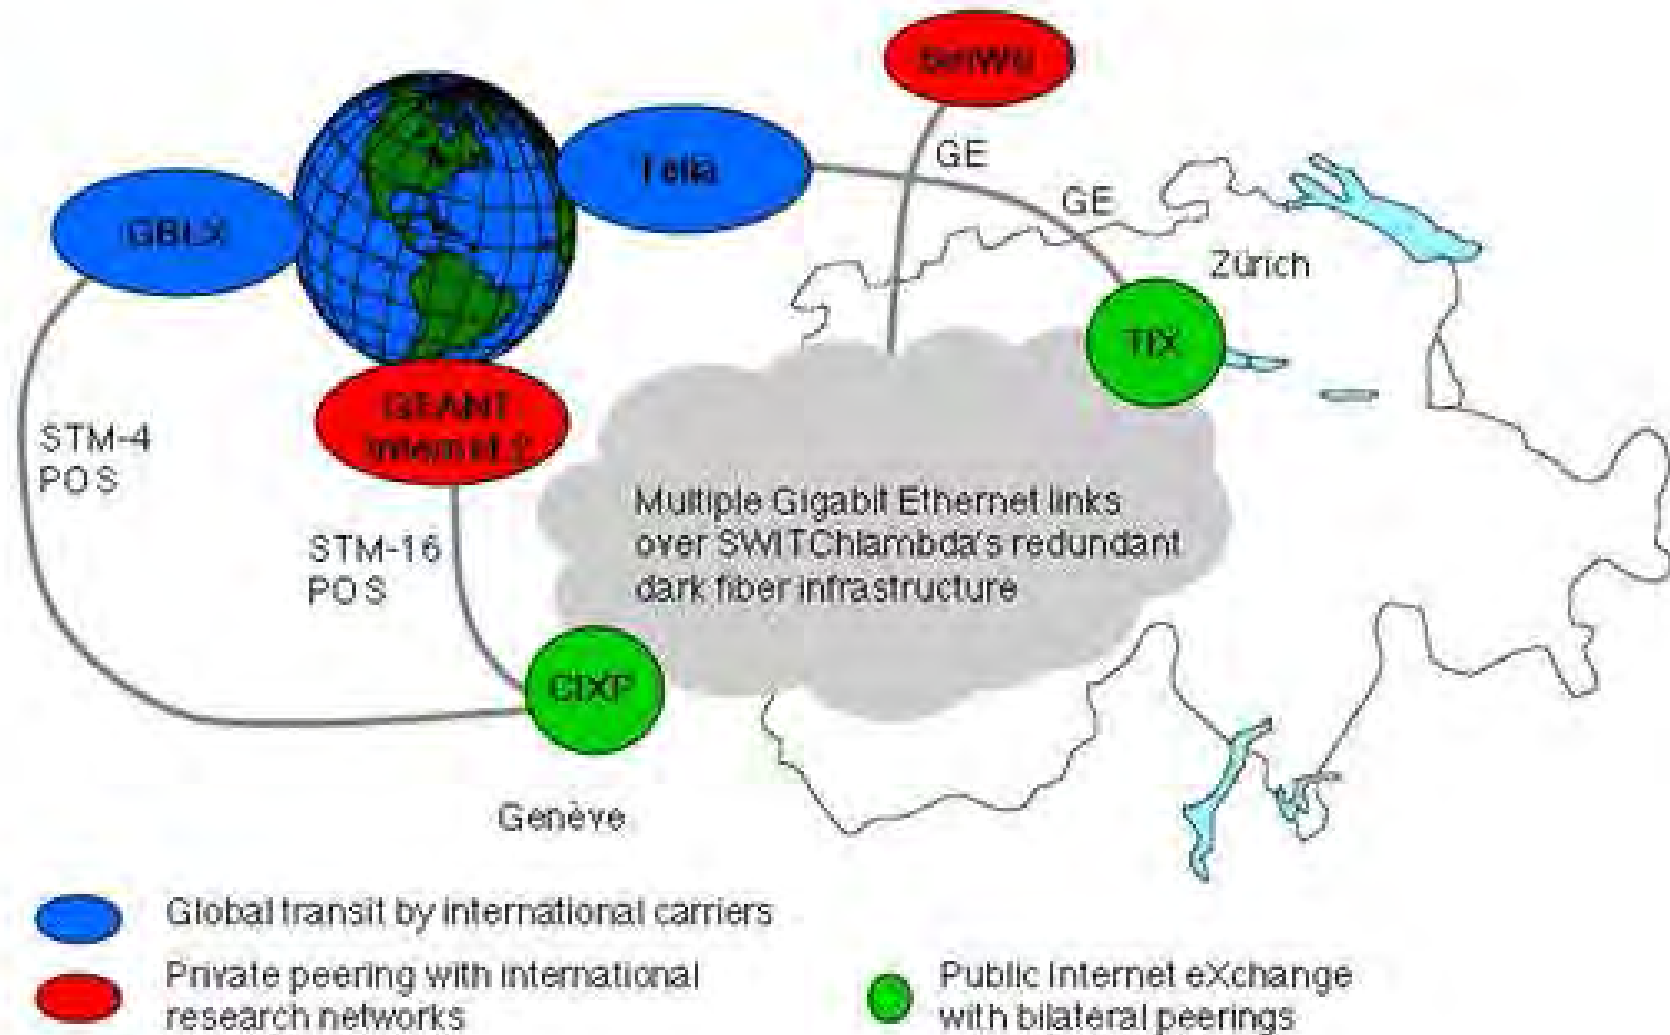 BelWü
GE
Telia
GE
GBLX
Zürich
TIX
GEANT
Internet 2
STM-4
POS
Multiple Gigabit Ethernet links
over SWITCHlambda's redundant
dark fiber infrastructure
STM-16
POS
CIXP
Genève
Global transit by international carriers
Private peering with international
research networks
Public Internet eXchange
with bilateral peerings